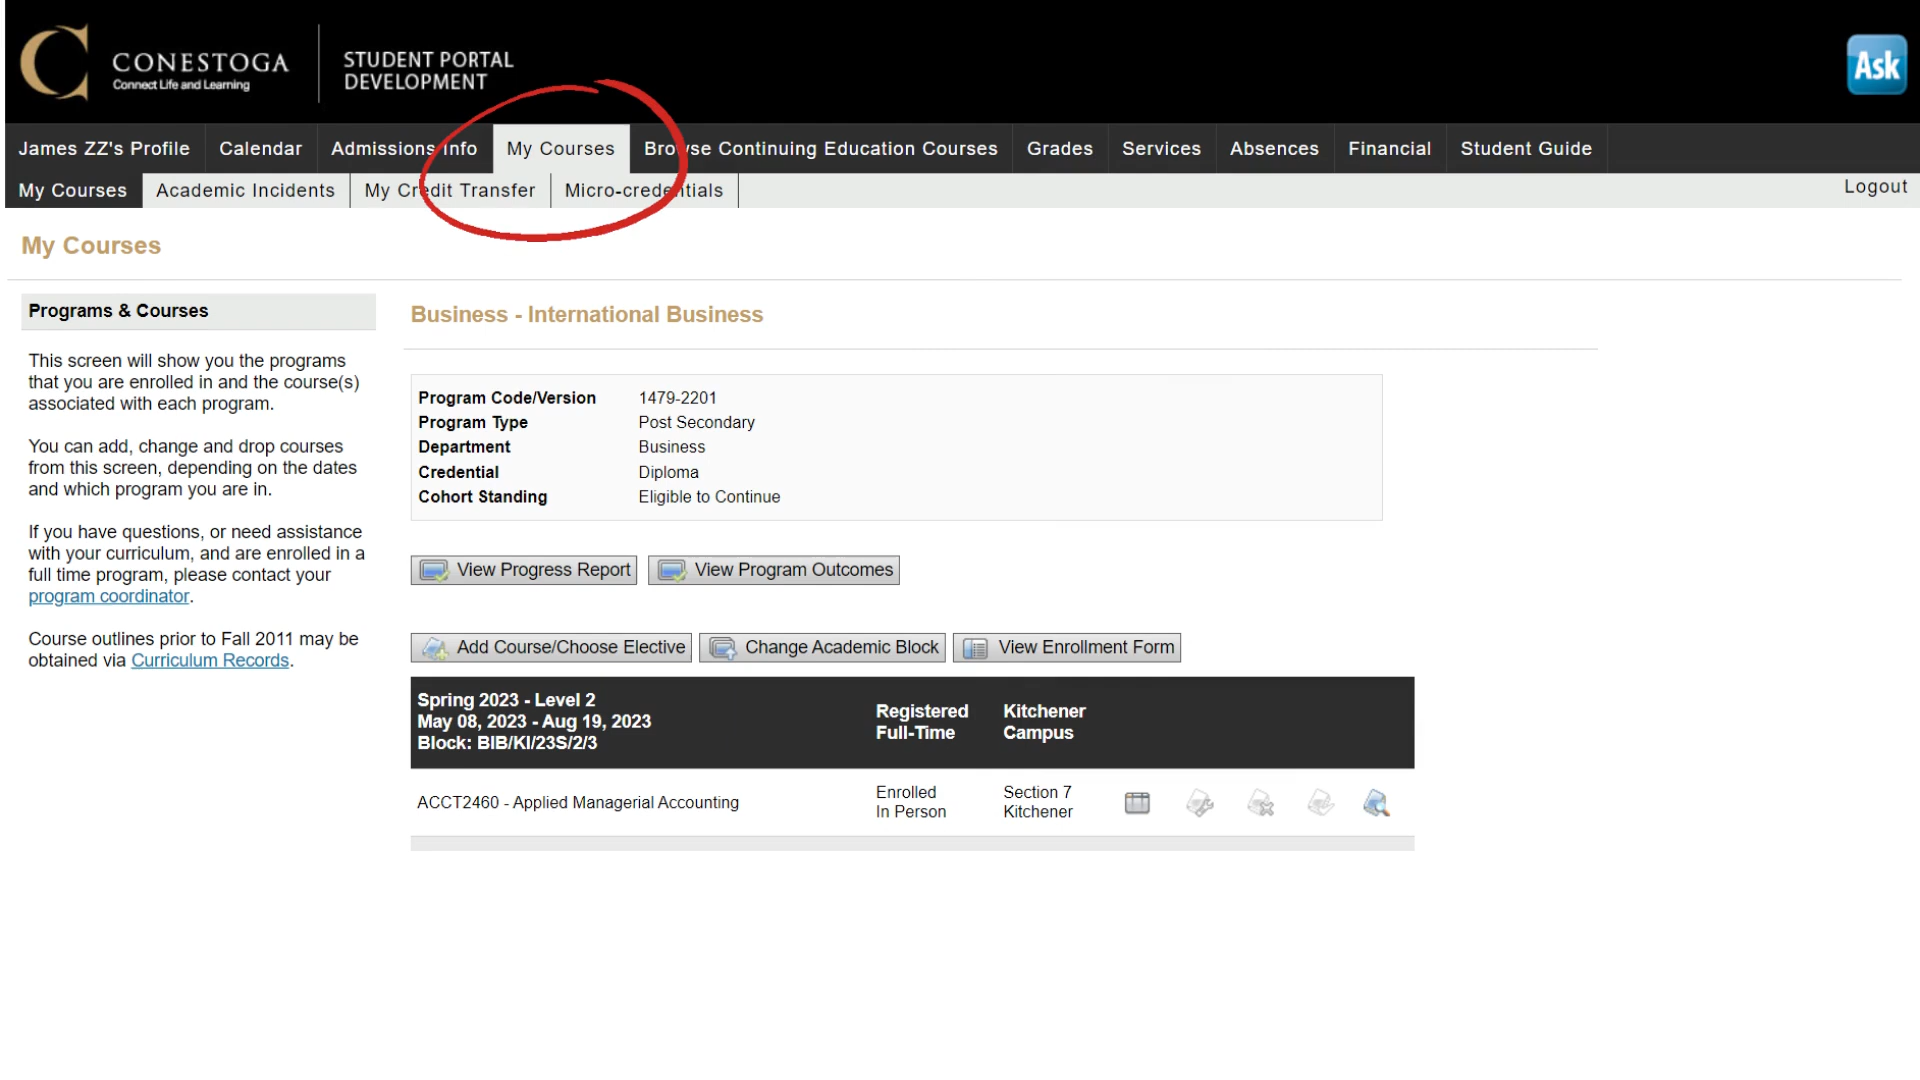 CONESTOGA
Connect Life and Learning
STUDENT PORTAL
DEVELOPMENT
Ask
James ZZ's Profile Calendar Admissions Info My Courses Browse Continuing Education Courses Grades Services Absences Financial Student Guide
My Courses Academic Incidents My Credit Transfer Micro-credentials Logout
My Courses
Programs & Courses
This screen will show you the programs
that you are enrolled in and the course(s)
associated with each program.
You can add, change and drop courses
from this screen, depending on the dates
and which program you are in.
If you have questions, or need assistance
with your curriculum, and are enrolled in a
full time program, please contact your
program coordinator.
Course outlines prior to Fall 2011 may be
obtained via Curriculum Records.
Business - International Business
Program Code/Version 1479-2201
Program Type Post Secondary
Department Business
Credential Diploma
Cohort Standing Eligible to Continue
View Progress Report View Program Outcomes
Add Course/Choose Elective Change Academic Block View Enrollment Form
Spring 2023 - Level 2
May 08, 2023 - Aug 19, 2023
Block: BIB/KI/23S/2/3
Registered
Full-Time
Kitchener
Campus
ACCT2460 - Applied Managerial Accounting
Enrolled
In Person
Section 7
Kitchener